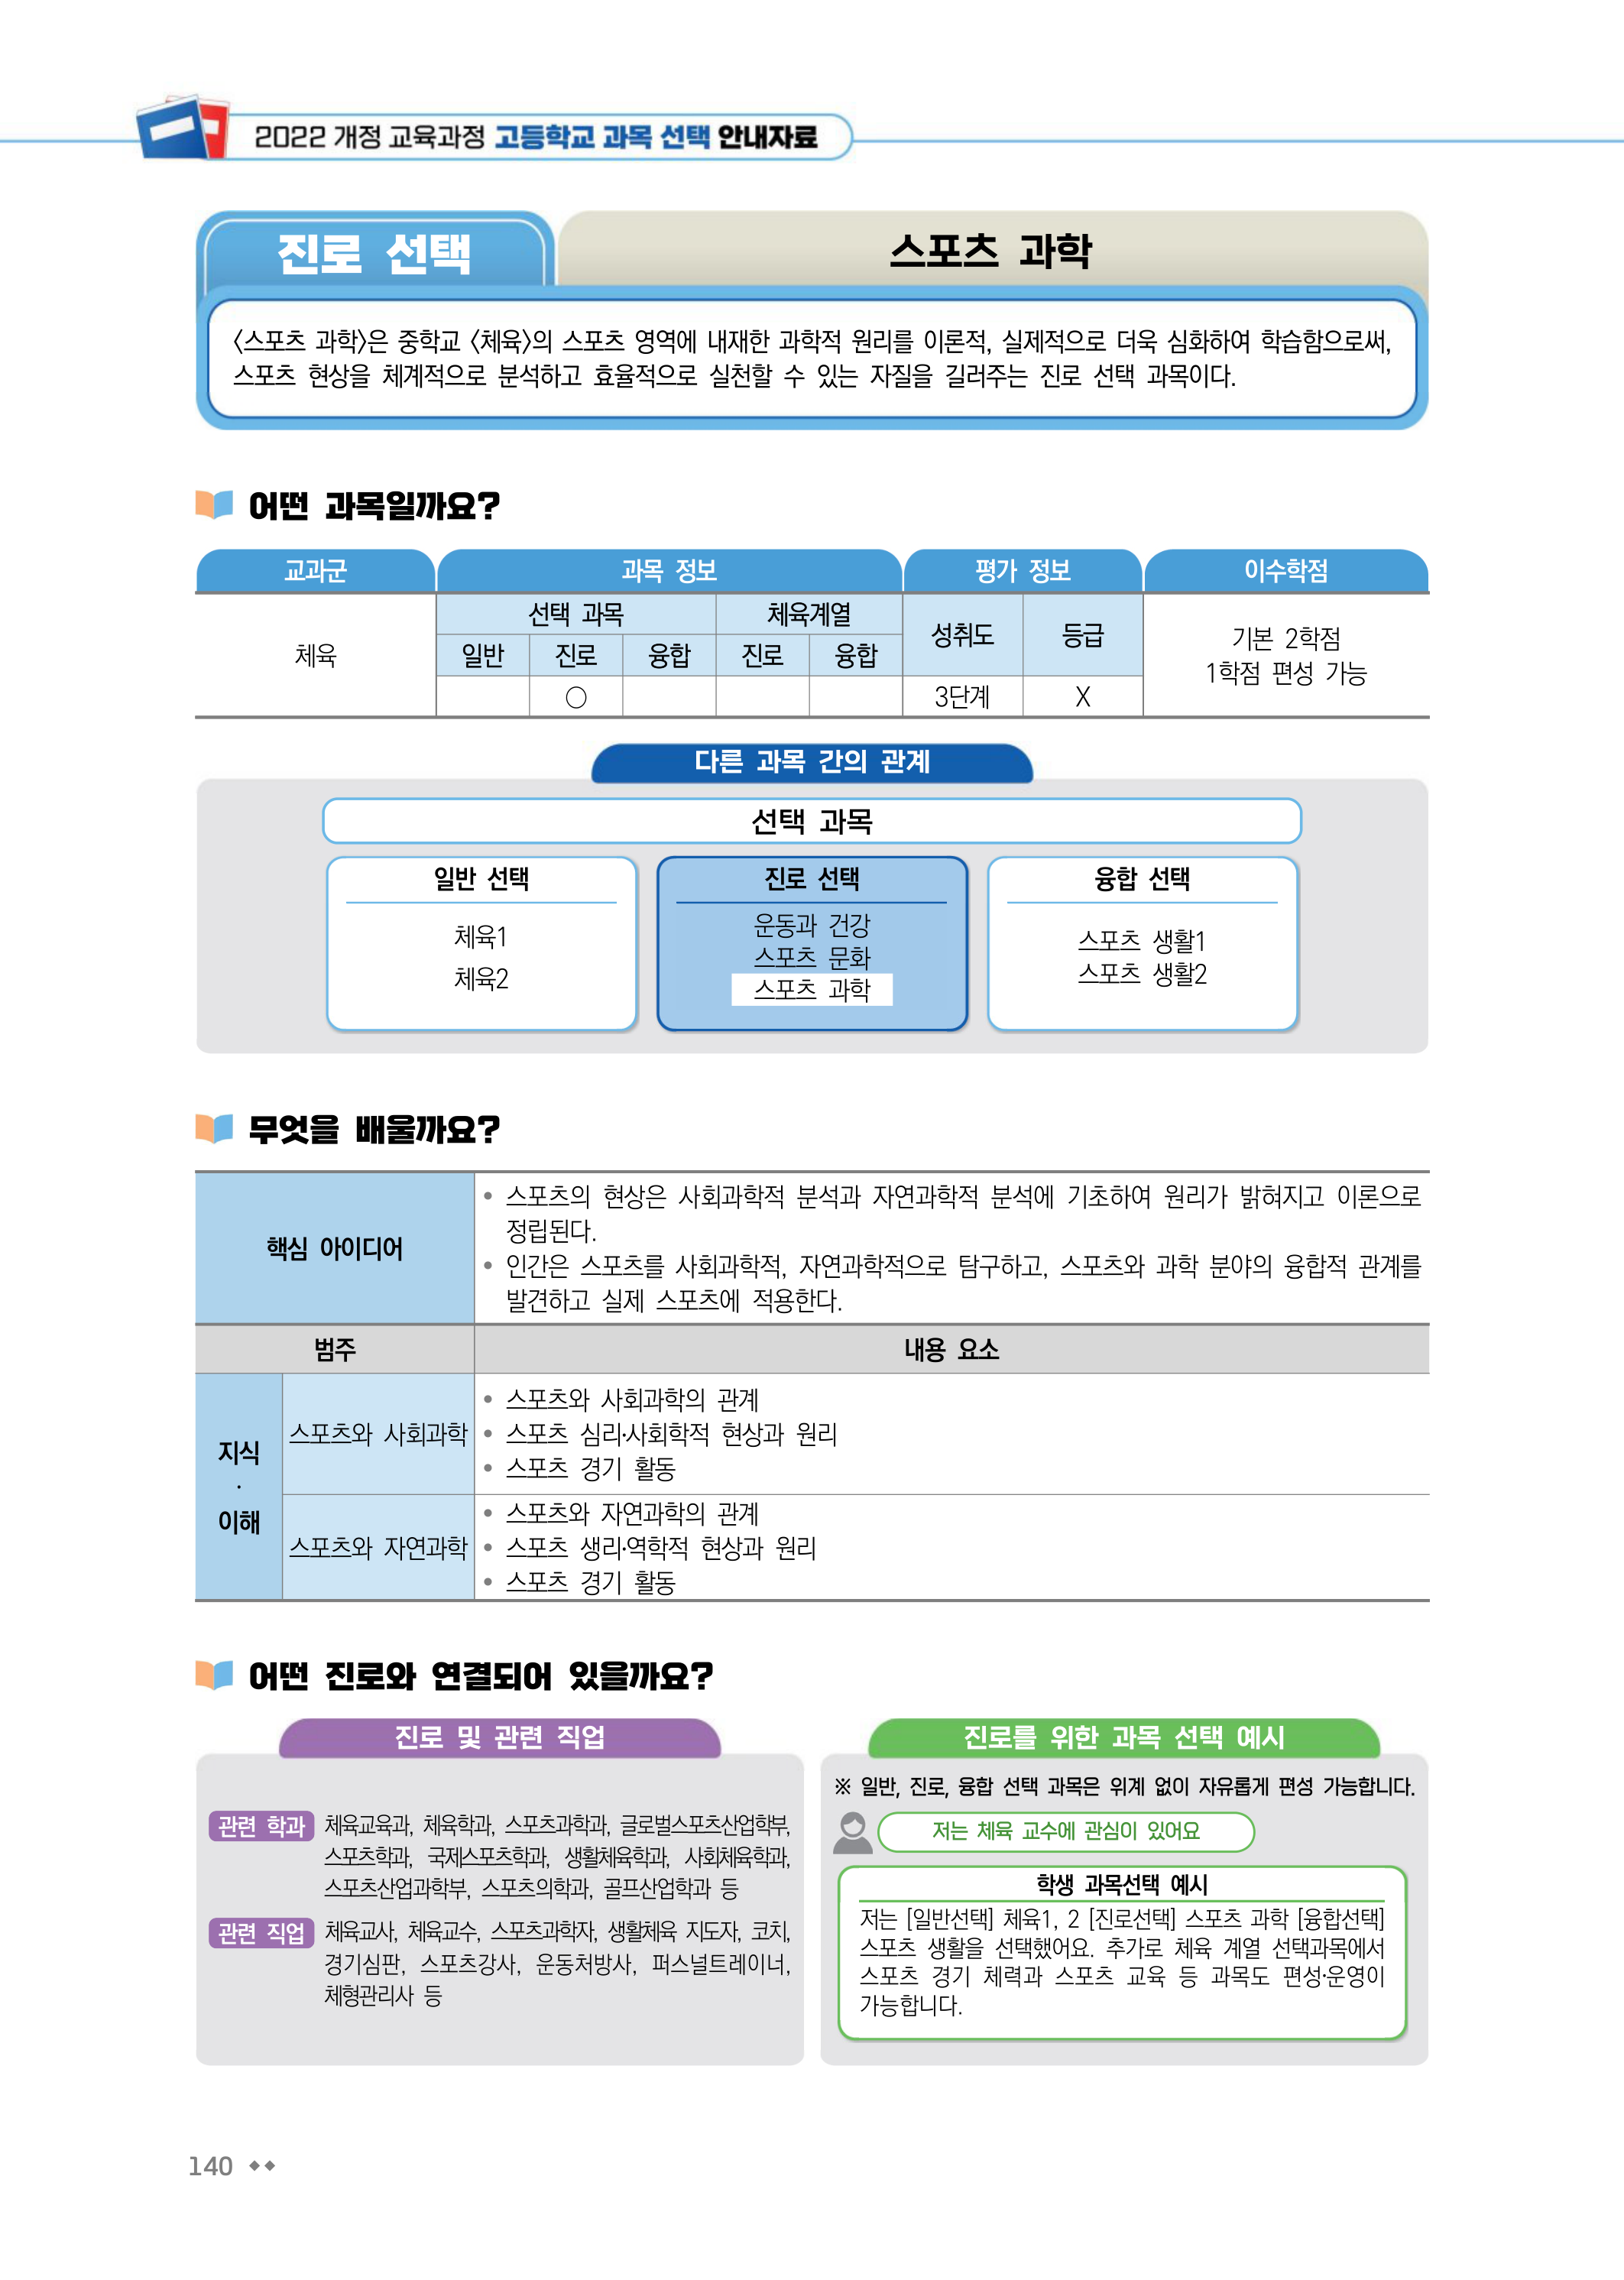 2022 개정 교육과정 고등학교 과목 선택 안내자료
진로 선택
스포츠 과학
<스포츠 과학>은 중학교 <체육>의 스포츠 영역에 내재한 과학적 원리를 이론적, 실제적으로 더욱 심화하여 학습함으로써,
스포츠 현상을 체계적으로 분석하고 효율적으로 실천할 수 있는 자질을 길러주는 진로 선택 과목이다.
어떤 과목일까요?
교과군 과목 정보 평가 정보 이수학점
선택 과목 체육계열
성취도 등급
일반 진로 융합 진로 융합
체육
기본 2학점
1학점 편성 가능
○ 3단계 X
다른 과목 간의 관계
선택 과목
일반 선택
체육1
체육2
진로 선택
운동과 건강
스포츠 문화
스포츠 과학
융합 선택
스포츠 생활1
스포츠 생활2
무엇을 배울까요?
핵심 아이디어
• 스포츠의 현상은 사회과학적 분석과 자연과학적 분석에 기초하여 원리가 밝혀지고 이론으로
정립된다.
• 인간은 스포츠를 사회과학적, 자연과학적으로 탐구하고, 스포츠와 과학 분야의 융합적 관계를
발견하고 실제 스포츠에 적용한다.
범주 내용 요소
지식
·
이해
스포츠와 사회과학
• 스포츠와 사회과학의 관계
• 스포츠 심리·사회학적 현상과 원리
• 스포츠 경기 활동
스포츠와 자연과학
• 스포츠와 자연과학의 관계
• 스포츠 생리·역학적 현상과 원리
• 스포츠 경기 활동
어떤 진로와 연결되어 있을까요?
진로 및 관련 직업
관련 학과 체육교육과, 체육학과, 스포츠과학과, 글로벌스포츠산업학부,
스포츠학과, 국제스포츠학과, 생활체육학과, 사회체육학과,
스포츠산업과학부, 스포츠의학과, 골프산업학과 등
관련 직업 체육교사, 체육교수, 스포츠과학자, 생활체육 지도자, 코치,
경기심판, 스포츠강사, 운동처방사, 퍼스널트레이너,
체형관리사 등
진로를 위한 과목 선택 예시
※ 일반, 진로, 융합 선택 과목은 위계 없이 자유롭게 편성 가능합니다.
저는 체육 교수에 관심이 있어요
학생 과목선택 예시
저는 [일반선택] 체육1, 2 [진로선택] 스포츠 과학 [융합선택]
스포츠 생활을 선택했어요. 추가로 체육 계열 선택과목에서
스포츠 경기 체력과 스포츠 교육 등 과목도 편성·운영이
가능합니다.
140